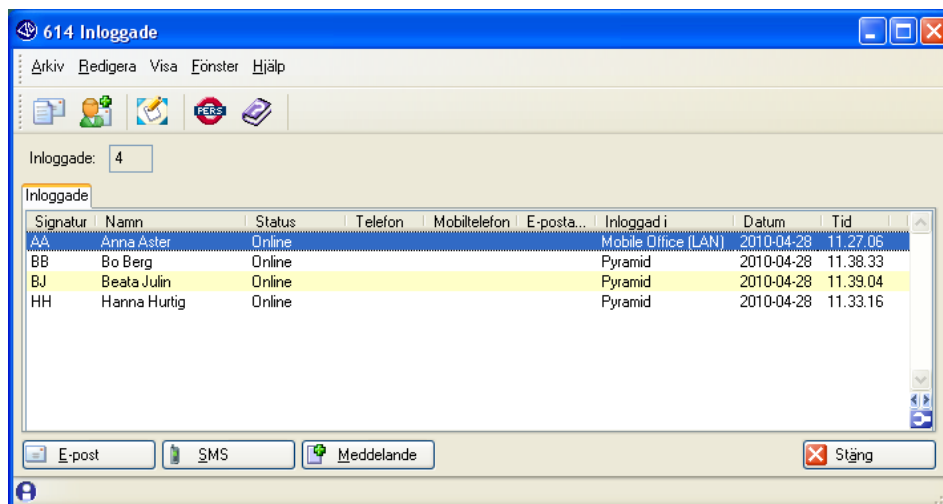 614 Inloggade
Arkiv Redigera Visa Fönster Hjälp
PERS
Inloggade: 4
Inloggade
Signatur Namn Status Telefon Mobiltelefon E-posta... Inloggad i Datum Tid
AA Anna Aster Online Mobile Office (LAN) 2010-04-28 11.27.06
BB Bo Berg Online Pyramid 2010-04-28 11.38.33
BJ Beata Julin Online Pyramid 2010-04-28 11.39.04
HH Hanna Hurtig Online Pyramid 2010-04-28 11.33.16
E-post SMS Meddelande Stäng